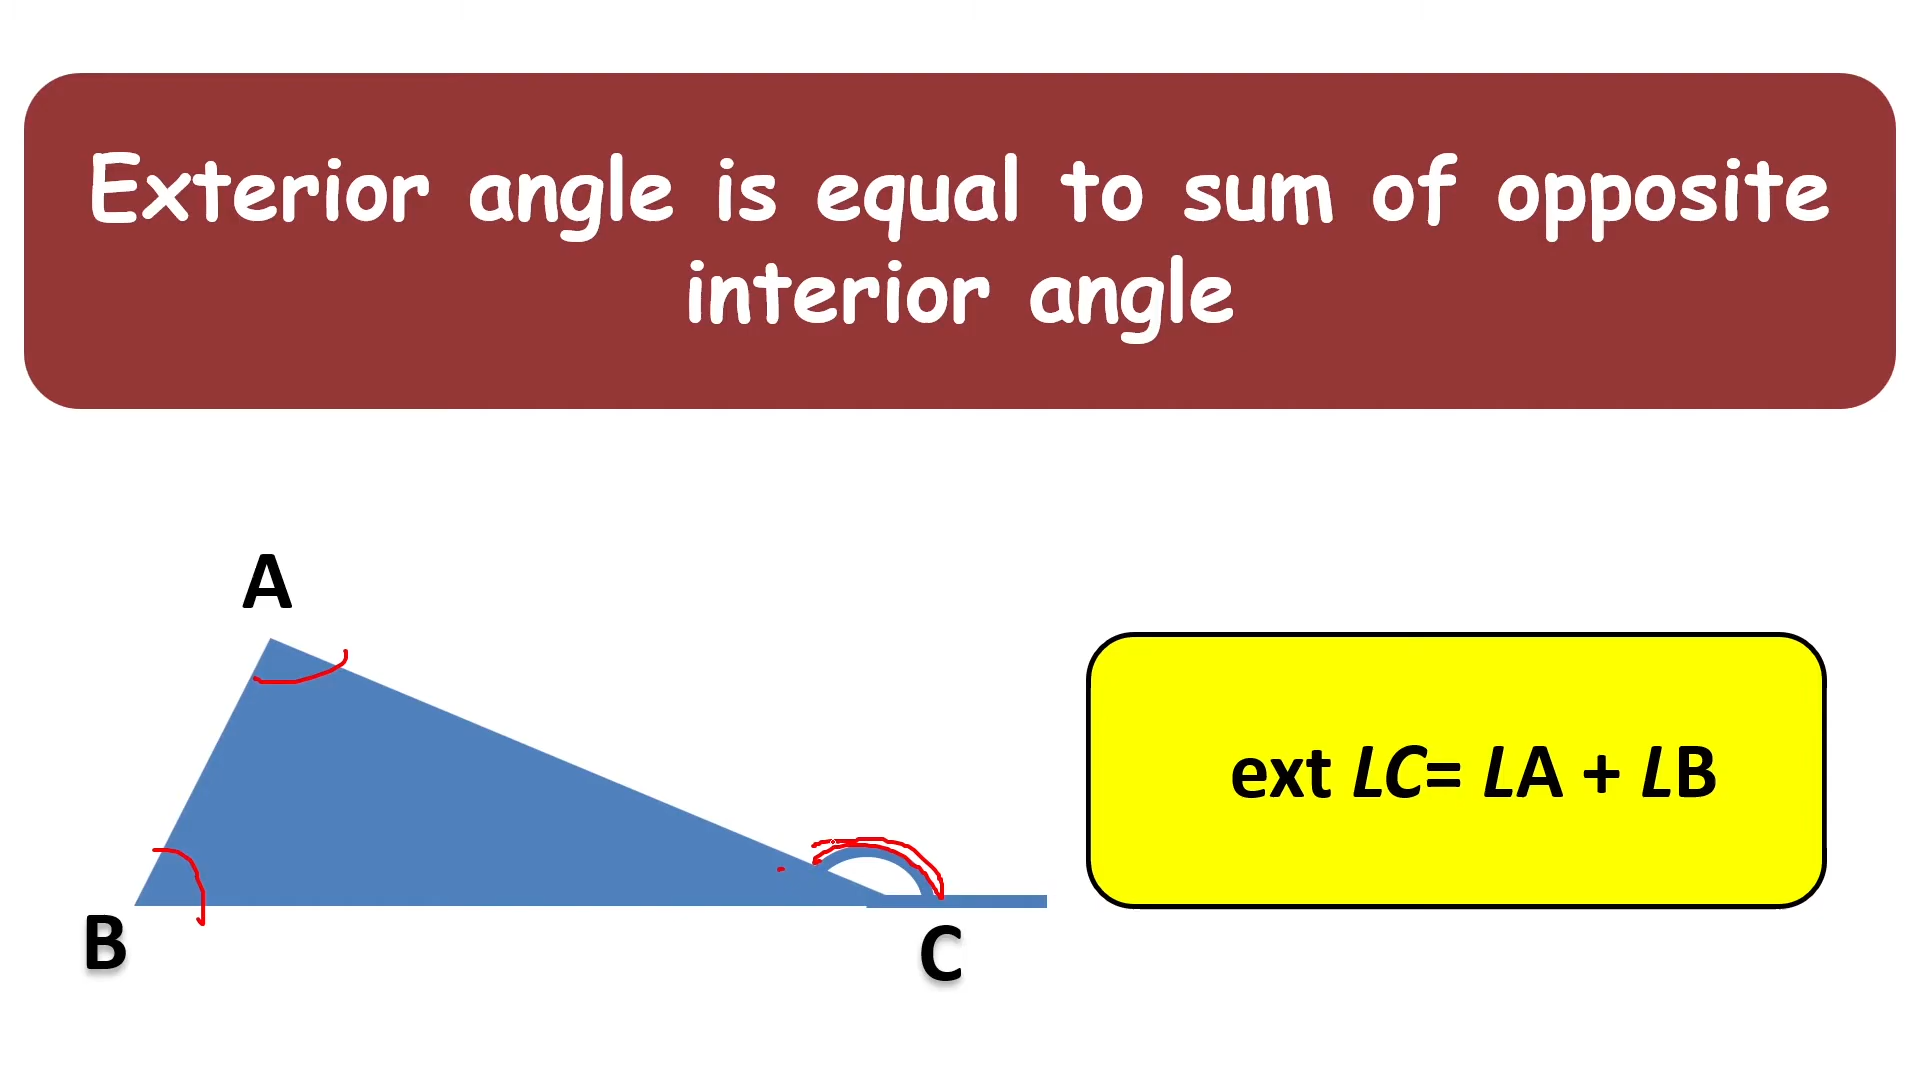 Exterior angle is equal to sum of opposite
interior angle
A
ext LC= LA + LB
B
C